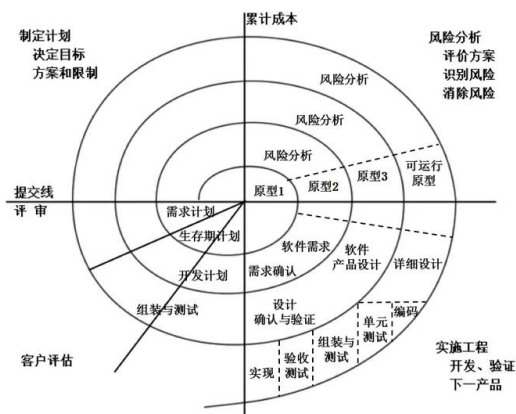 累计成本
制定计划
决定目标
方案和限制
风险分析
评价方案
识别风险
消除风险
风险分析
风险分析
风险分析
可运行
原型
原型3
原型2
原型1
提交线
评 审
需求计划
生存期计划
开发计划
组装与测试
软件需求
需求确认
软件
产品设计
详细设计
设计
确认与验证
编码
单元
测试
组装与
测试
验收
测试
实现
客户评估
实施工程
开发、验证
下一产品